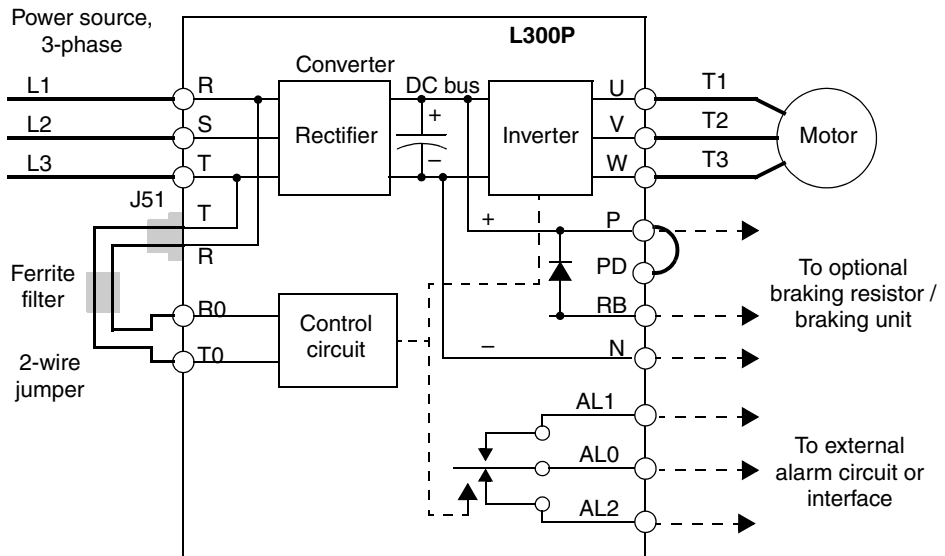 Power source,
3-phase
L300P
Converter
L1
R
DC bus
U
T1
L2
S
Rectifier
+
Inverter
V
T2
Motor
L3
T
–
W
T3
J51
T
+
P
R
PD
Ferrite
filter
To optional
braking resistor /
braking unit
R0
Control
circuit
RB
T0
–
N
2-wire
jumper
AL1
AL0
To external
alarm circuit or
interface
AL2